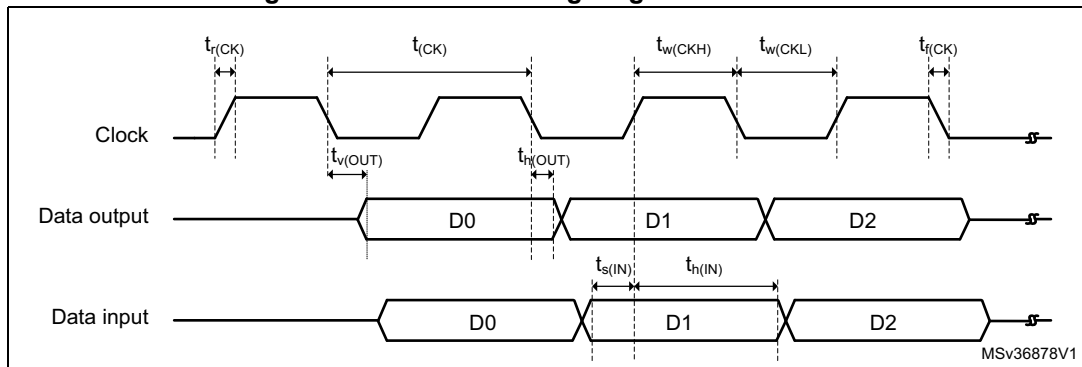 tr(CK) t(CK) tw(CKH) tw(CKL) tf(CK)
Clock
tv(OUT) th(OUT)
Data output D0 D1 D2
ts(IN) th(IN)
Data input D0 D1 D2
MSv36878V1